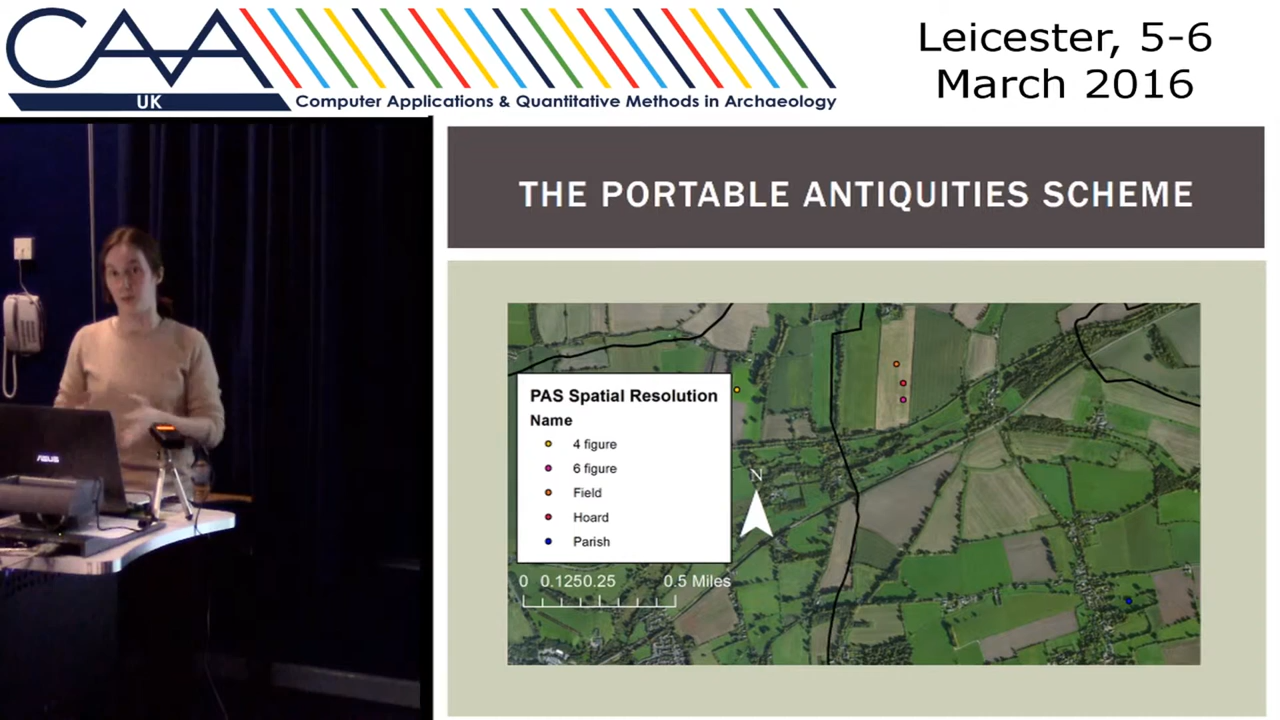 CAA
UK
Computer Applications & Quantitative Methods in Archaeology
Leicester, 5-6
March 2016
THE PORTABLE ANTIQUITIES SCHEME
PAS Spatial Resolution
Name
4 figure
6 figure
Field
Hoard
Parish
N
0 0.1250.25 0.5 Miles
ASUS